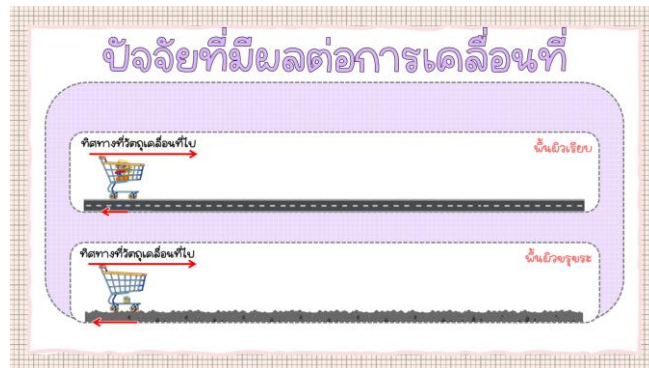 ปัจจัยที่มีผลต่อการเคลื่อนที่
ทิศทางที่วัตถุเคลื่อนที่ไป
พื้นผิวเรียบ
ทิศทางที่วัตถุเคลื่อนที่ไป
พื้นผิวขรุขระ